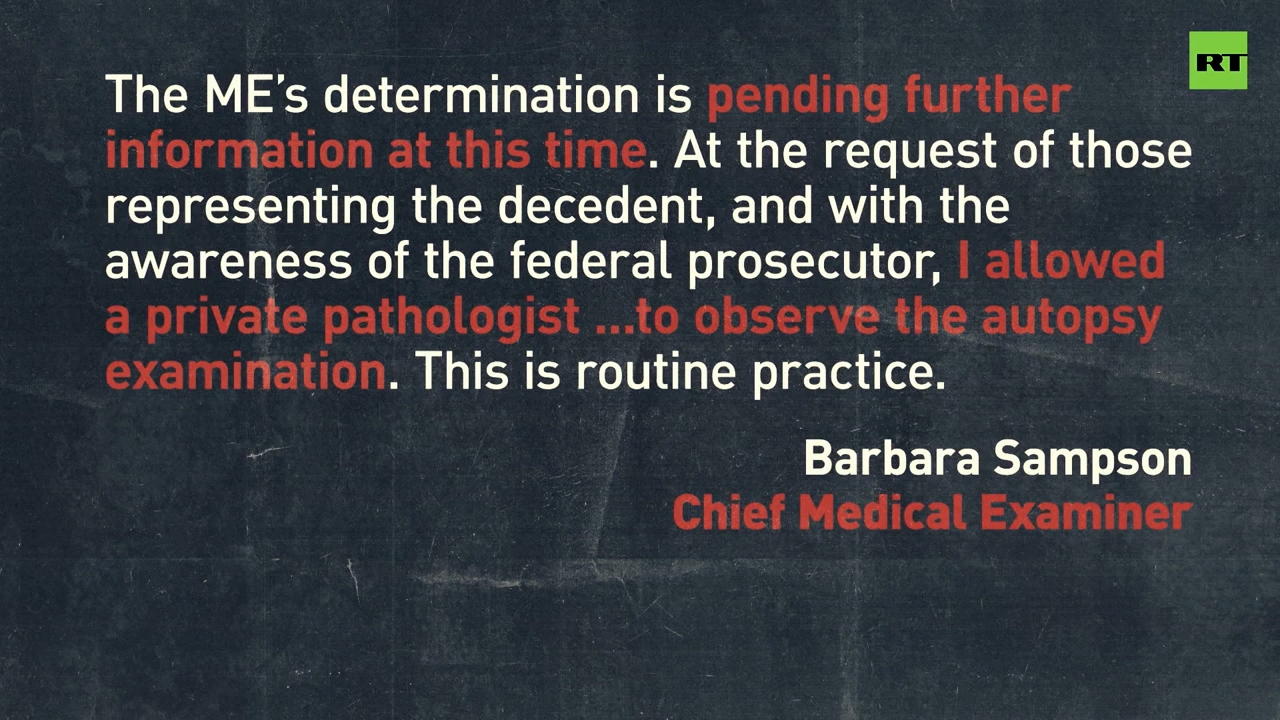 RT
The ME’s determination is pending further
information at this time. At the request of those
representing the decedent, and with the
awareness of the federal prosecutor, I allowed
a private pathologist ...to observe the autopsy
examination. This is routine practice.
Barbara Sampson
Chief Medical Examiner